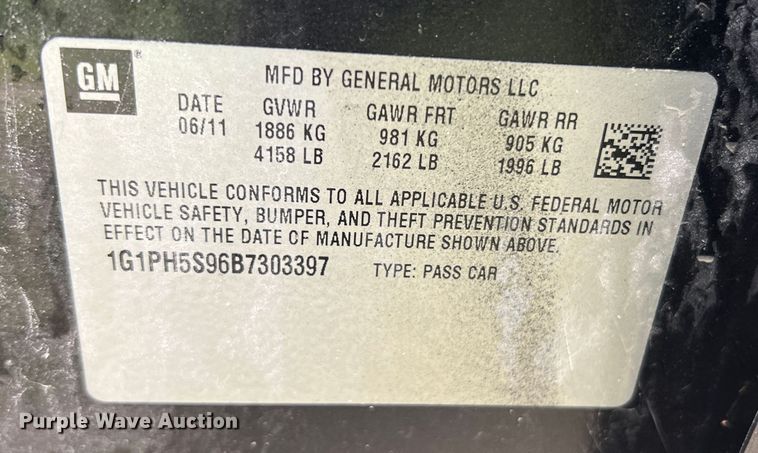 GM
MFD BY GENERAL MOTORS LLC
DATE GVWR GAWR FRT GAWR RR
06/11 1886 KG 981 KG 905 KG
4158 LB 2162 LB 1996 LB
THIS VEHICLE CONFORMS TO ALL APPLICABLE U.S. FEDERAL MOTOR
VEHICLE SAFETY, BUMPER, AND THEFT PREVENTION STANDARDS IN
EFFECT ON THE DATE OF MANUFACTURE SHOWN ABOVE.
1G1PH5S96B7303397 TYPE: PASS CAR
Purple Wave Auction